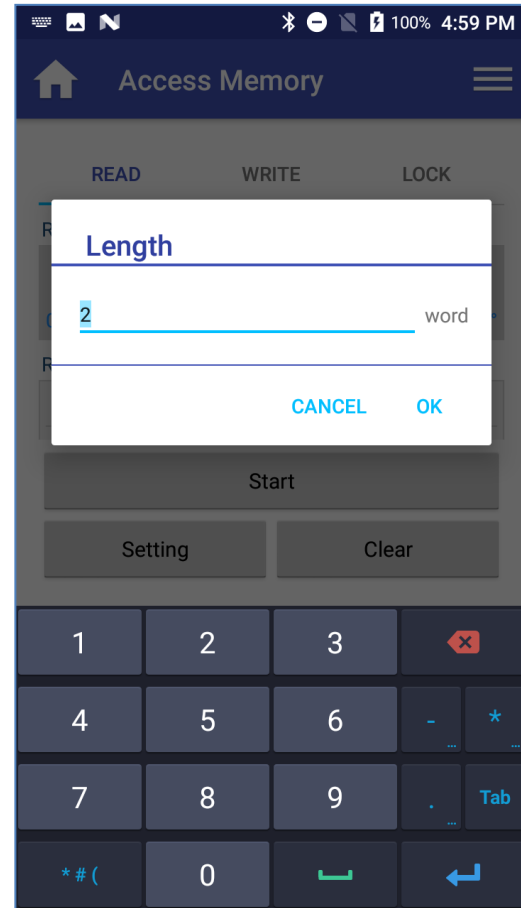 100% 4:59 PM
Access Memory
READ WRITE LOCK
R
Length
2 word
R
CANCEL OK
Start
Setting Clear
1 2 3
4 5 6 - *
7 8 9 . Tab
* # ( 0